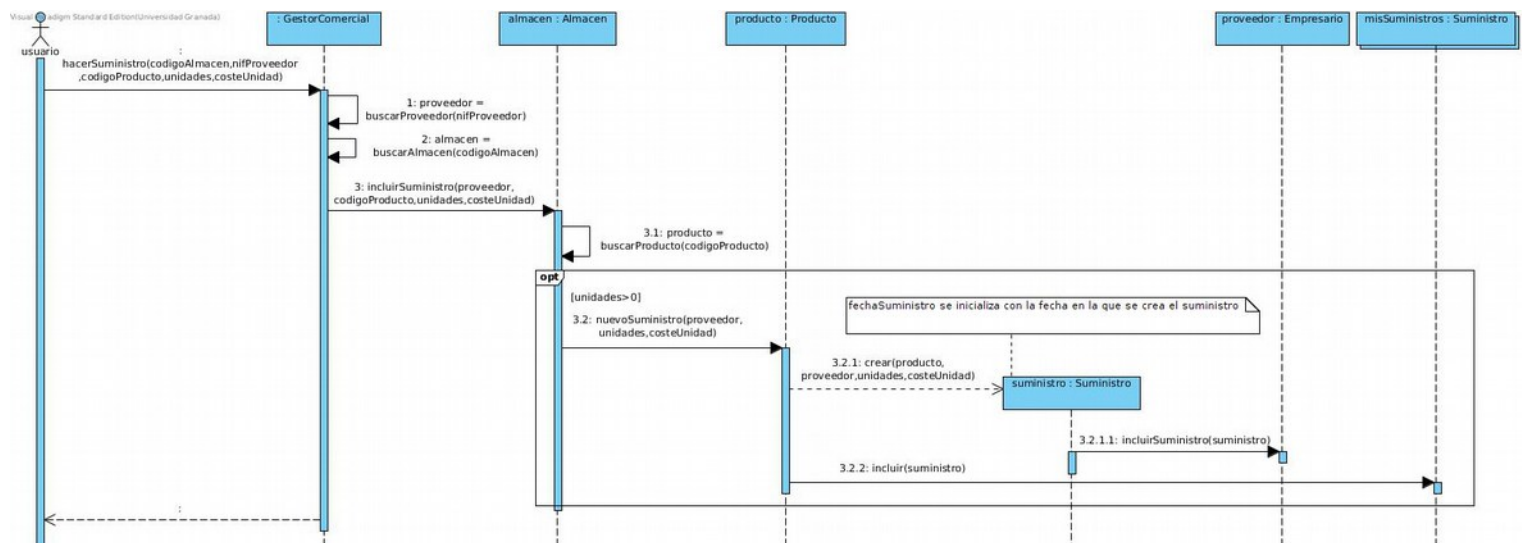 Visual Paradigm Standard Edition(Universidad Granada)
usuario
: GestorComercial
almacen : Almacen
producto : Producto
proveedor : Empresario
misSuministros : Suministro
:
hacerSuministro(codigoAlmacen,nifProveedor
,codigoProducto,unidades,costeUnidad)
1: proveedor =
buscarProveedor(nifProveedor)
2: almacen =
buscarAlmacen(codigoAlmacen)
3: incluirSuministro(proveedor,
codigoProducto,unidades,costeUnidad)
3.1: producto =
buscarProducto(codigoProducto)
opt
[unidades>0]
fechaSuministro se inicializa con la fecha en la que se crea el suministro
3.2: nuevoSuministro(proveedor,
unidades,costeUnidad)
3.2.1: crear(producto,
proveedor,unidades,costeUnidad)
suministro : Suministro
3.2.1.1: incluirSuministro(suministro)
3.2.2: incluir(suministro)
: